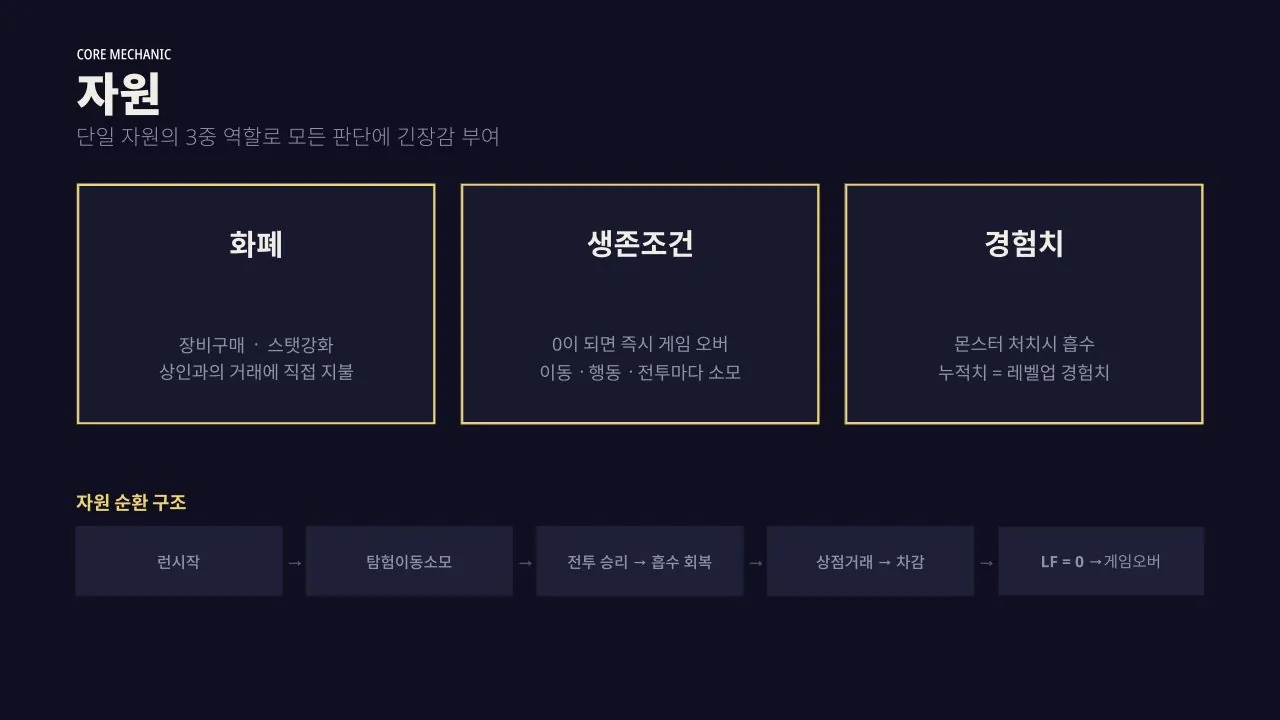 CORE MECHANIC
자원
단일 자원의 3중 역할로 모든 판단에 긴장감 부여
화폐
장비구매 · 스탯강화
상인과의 거래에 직접 지불
생존조건
0이 되면 즉시 게임 오버
이동 · 행동 · 전투마다 소모
경험치
몬스터 처치시 흡수
누적치 = 레벨업 경험치
자원 순환 구조
런시작
→
탐험이동소모
→
전투 승리 → 흡수 회복
→
상점거래 → 차감
→
LF = 0 →게임오버